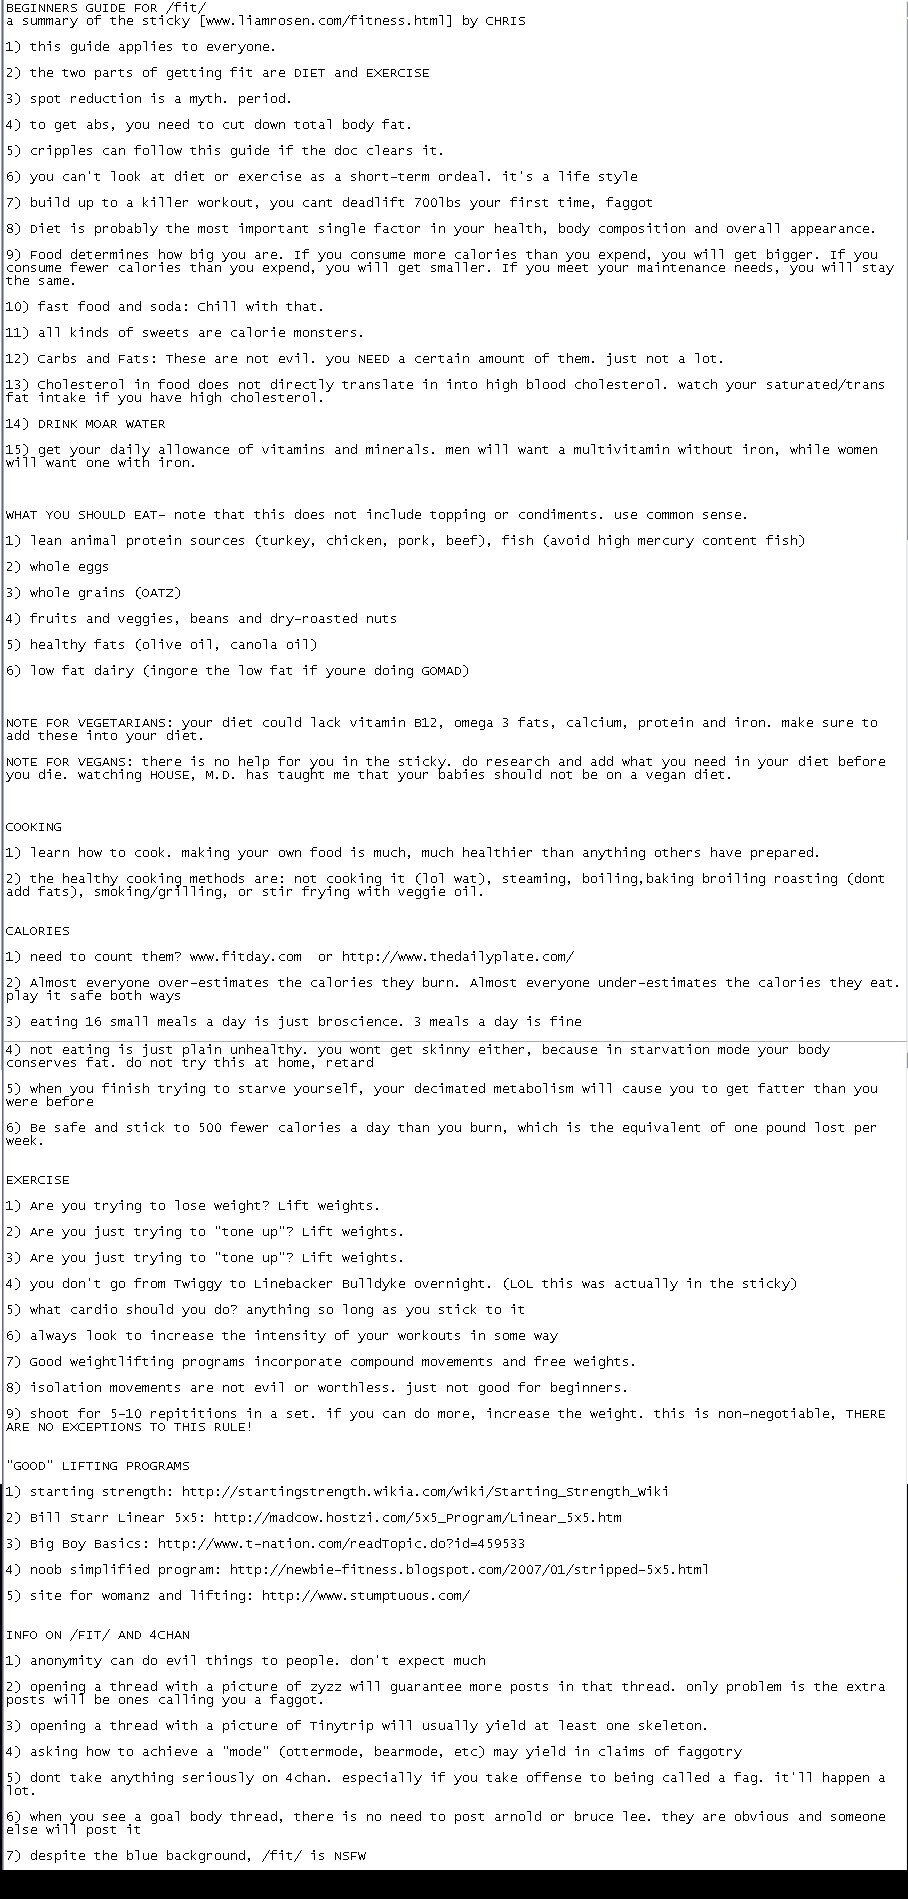 BEGINNERS GUIDE FOR /fit/
a summary of the sticky [www.liamrosen.com/fitness.html] by CHRIS
1) this guide applies to everyone.
2) the two parts of getting fit are DIET and EXERCISE
3) spot reduction is a myth. period.
4) to get abs, you need to cut down total body fat.
5) cripples can follow this guide if the doc clears it.
6) you can't look at diet or exercise as a short-term ordeal. it's a life style
7) build up to a killer workout, you cant deadlift 700lbs your first time, faggot
8) Diet is probably the most important single factor in your health, body composition and overall appearance.
9) Food determines how big you are. If you consume more calories than you expend, you will get bigger. If you
consume fewer calories than you expend, you will get smaller. If you meet your maintenance needs, you will stay
the same.
10) fast food and soda: Chill with that.
11) all kinds of sweets are calorie monsters.
12) Carbs and Fats: These are not evil. you NEED a certain amount of them. just not a lot.
13) Cholesterol in food does not directly translate in into high blood cholesterol. watch your saturated/trans
fat intake if you have high cholesterol.
14) DRINK MOAR WATER
15) get your daily allowance of vitamins and minerals. men will want a multivitamin without iron, while women
will want one with iron.
WHAT YOU SHOULD EAT- note that this does not include topping or condiments. use common sense.
1) lean animal protein sources (turkey, chicken, pork, beef), fish (avoid high mercury content fish)
2) whole eggs
3) whole grains (OATZ)
4) fruits and veggies, beans and dry-roasted nuts
5) healthy fats (olive oil, canola oil)
6) low fat dairy (ingore the low fat if youre doing GOMAD)
NOTE FOR VEGETARIANS: your diet could lack vitamin B12, omega 3 fats, calcium, protein and iron. make sure to
add these into your diet.
NOTE FOR VEGANS: there is no help for you in the sticky. do research and add what you need in your diet before
you die. watching HOUSE, M.D. has taught me that your babies should not be on a vegan diet.
COOKING
1) learn how to cook. making your own food is much, much healthier than anything others have prepared.
2) the healthy cooking methods are: not cooking it (lol wat), steaming, boiling,baking broiling roasting (dont
add fats), smoking/grilling, or stir frying with veggie oil.
CALORIES
1) need to count them? www.fitday.com  or http://www.thedailyplate.com/
2) Almost everyone over-estimates the calories they burn. Almost everyone under-estimates the calories they eat.
play it safe both ways
3) eating 16 small meals a day is just broscience. 3 meals a day is fine
4) not eating is just plain unhealthy. you wont get skinny either, because in starvation mode your body
conserves fat. do not try this at home, retard
5) when you finish trying to starve yourself, your decimated metabolism will cause you to get fatter than you
were before
6) Be safe and stick to 500 fewer calories a day than you burn, which is the equivalent of one pound lost per
week.
EXERCISE
1) Are you trying to lose weight? Lift weights.
2) Are you just trying to "tone up"? Lift weights.
3) Are you just trying to "tone up"? Lift weights.
4) you don't go from Twiggy to Linebacker Bulldyke overnight. (LOL this was actually in the sticky)
5) what cardio should you do? anything so long as you stick to it
6) always look to increase the intensity of your workouts in some way
7) Good weightlifting programs incorporate compound movements and free weights.
8) isolation movements are not evil or worthless. just not good for beginners.
9) shoot for 5-10 repititions in a set. if you can do more, increase the weight. this is non-negotiable, THERE
ARE NO EXCEPTIONS TO THIS RULE!
"GOOD" LIFTING PROGRAMS
1) starting strength: http://startingstrength.wikia.com/wiki/Starting_Strength_Wiki
2) Bill Starr Linear 5x5: http://madcow.hostzi.com/5x5_Program/Linear_5x5.htm
3) Big Boy Basics: http://www.t-nation.com/readTopic.do?id=459533
4) noob simplified program: http://newbie-fitness.blogspot.com/2007/01/stripped-5x5.html
5) site for womanz and lifting: http://www.stumptuous.com/
INFO ON /FIT/ AND 4CHAN
1) anonymity can do evil things to people. don't expect much
2) opening a thread with a picture of zyzz will guarantee more posts in that thread. only problem is the extra
posts will be ones calling you a faggot.
3) opening a thread with a picture of Tinytrip will usually yield at least one skeleton.
4) asking how to achieve a "mode" (ottermode, bearmode, etc) may yield in claims of faggotry
5) dont take anything seriously on 4chan. especially if you take offense to being called a fag. it'll happen a
lot.
6) when you see a goal body thread, there is no need to post arnold or bruce lee. they are obvious and someone
else will post it
7) despite the blue background, /fit/ is NSFW